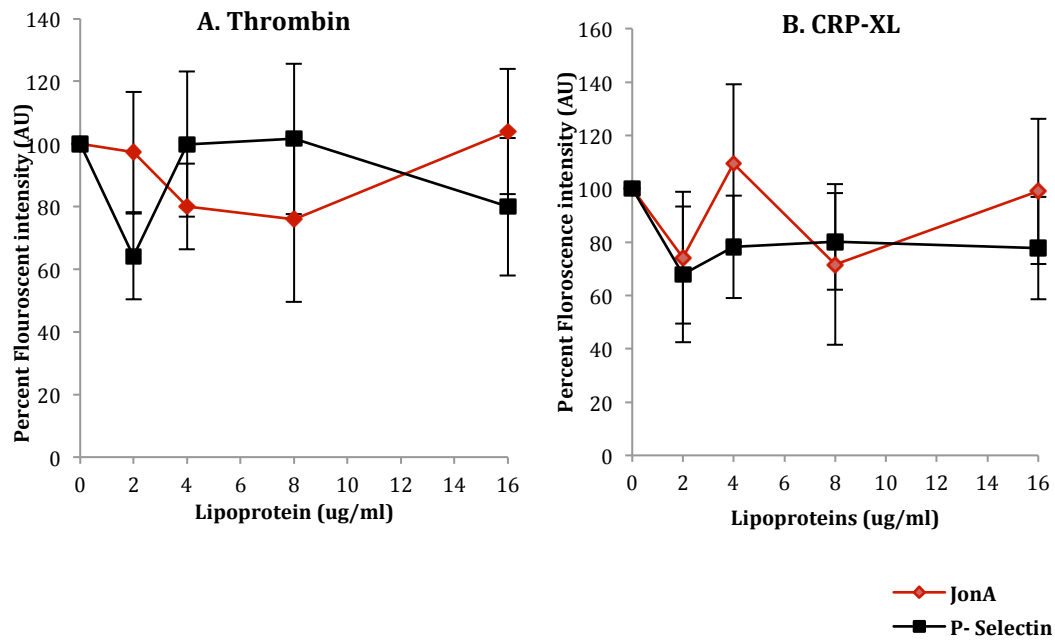 A. Thrombin
Percent Flouroscent intensity (AU)
140
120
100
80
60
40
20
0
0 2 4 6 8 10 12 14 16
Lipoprotein (ug/ml)
B. CRP-XL
Percent Floroscence intensity (AU)
160
140
120
100
80
60
40
20
0
0 2 4 6 8 10 12 14 16
Lipoproteins (ug/ml)
JonA
P- Selectin